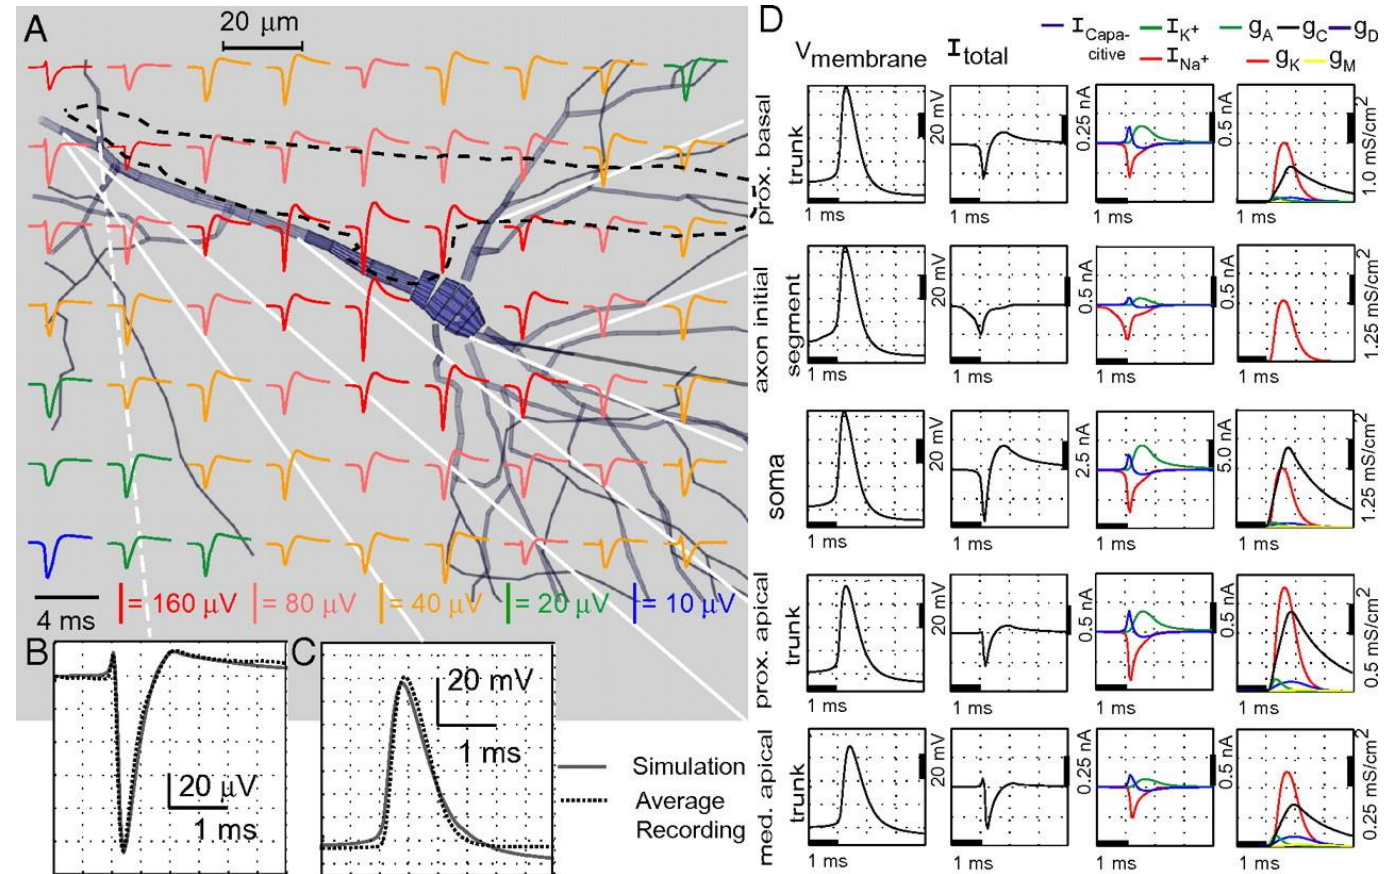 A
20 μm
4 ms
= 160 μV
= 80 μV
= 40 μV
= 20 μV
= 10 μV
B
20 μV
1 ms
C
20 mV
1 ms
Simulation
Average
Recording
D
Vmembrane
Itotal
ICapa-
citive
IK+
INa+
gA
gC
gD
gK
gM
prox. basal
trunk
20 mV
0.25 nA
0.5 nA
1.0 mS/cm2
1 ms
1 ms
1 ms
1 ms
axon initial
segment
20 mV
0.5 nA
0.5 nA
1.25 mS/cm2
1 ms
1 ms
1 ms
1 ms
soma
20 mV
2.5 nA
5.0 nA
1.25 mS/cm2
1 ms
1 ms
1 ms
1 ms
prox. apical
trunk
20 mV
0.5 nA
0.5 nA
0.5 mS/cm2
1 ms
1 ms
1 ms
1 ms
med. apical
trunk
20 mV
0.25 nA
0.5 nA
0.25 mS/cm2
1 ms
1 ms
1 ms
1 ms